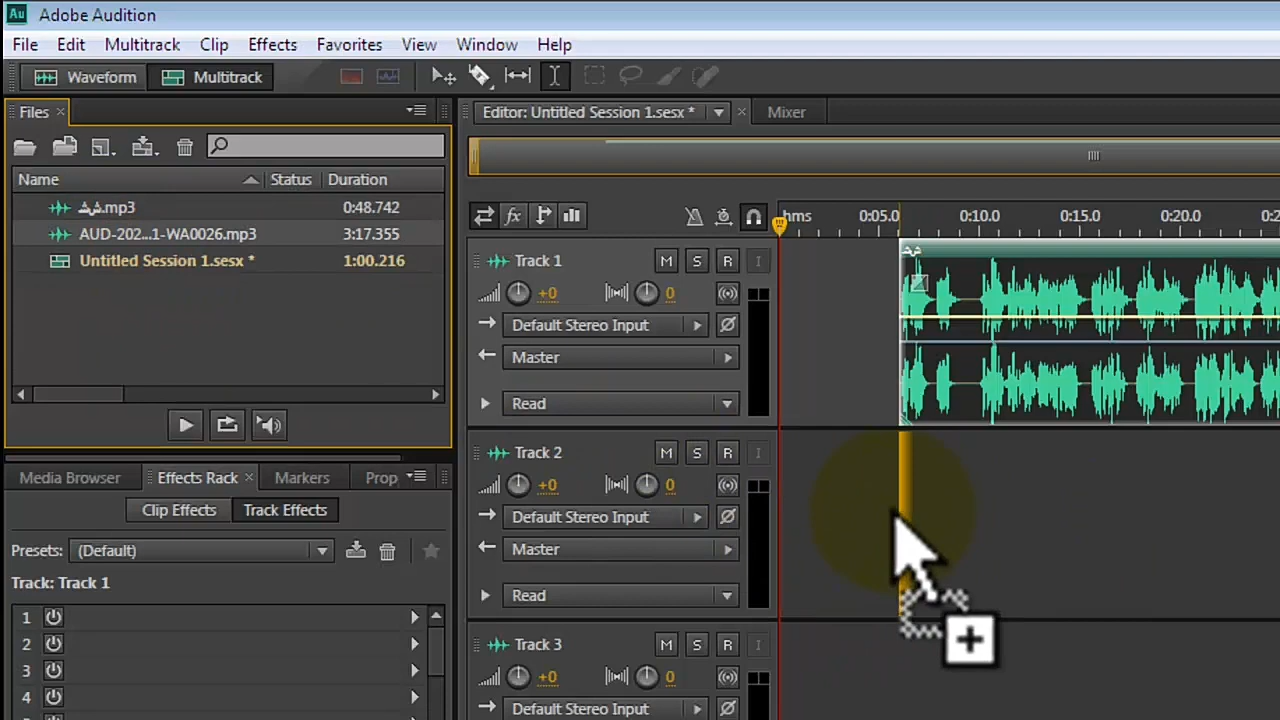 Au Adobe Audition
File Edit Multitrack Clip Effects Favorites View Window Help
Waveform Multitrack
Files Editor: Untitled Session 1.sesx * Mixer
Name Status Duration
شش.mp3 0:48.742
AUD-202...1-WA0026.mp3 3:17.355
Untitled Session 1.sesx * 1:00.216
fx hms 0:05.0 0:10.0 0:15.0 0:20.0
Track 1 M S R I
شش
+0 0
Default Stereo Input
Master
Read
Track 2 M S R I
+0 0
Default Stereo Input
Master
Read
Track 3 M S R I
+0 0
Default Stereo Input
Media Browser Effects Rack Markers Prop
Clip Effects Track Effects
Presets: (Default)
Track: Track 1
1
2
3
4